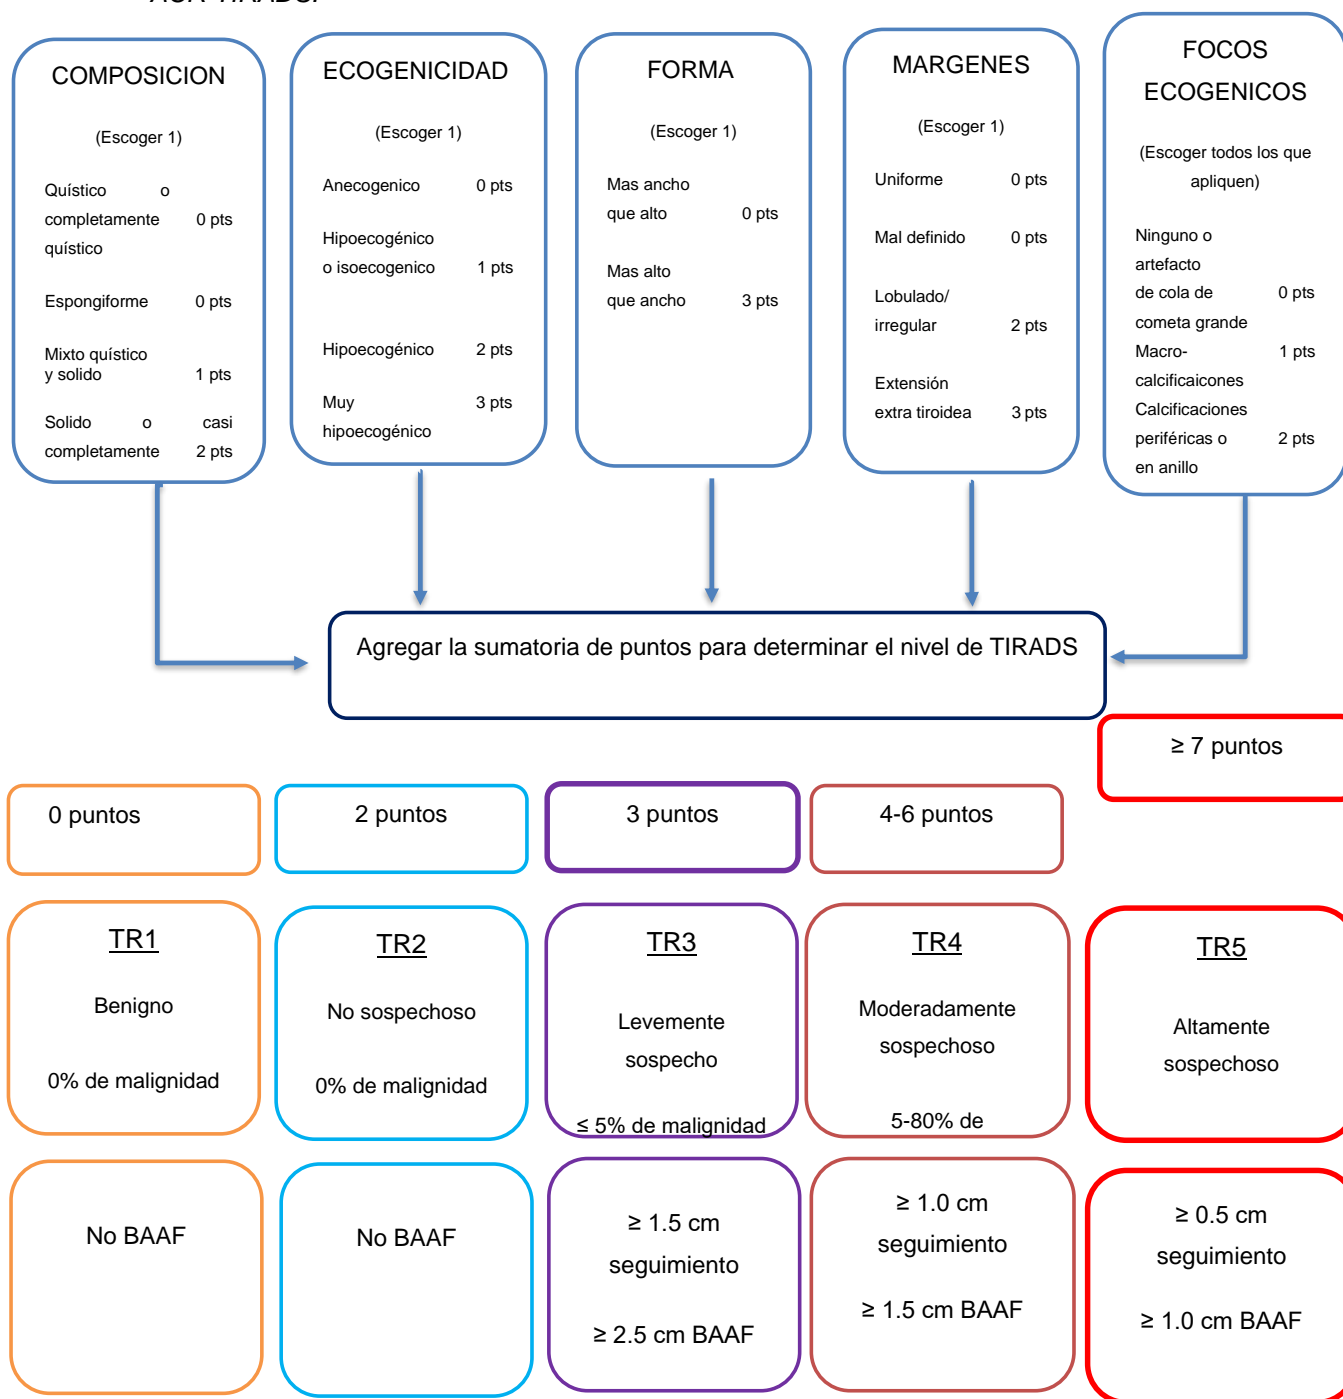 ACR TIRADS.
COMPOSICION
(Escoger 1)
Quístico o
completamente 0 pts
quístico
Espongiforme 0 pts
Mixto quístico
y solido 1 pts
Solido o casi
completamente 2 pts
ECOGENICIDAD
(Escoger 1)
Anecogenico 0 pts
Hipoecogénico
o isoecogenico 1 pts
Hipoecogénico 2 pts
Muy 3 pts
hipoecogénico
FORMA
(Escoger 1)
Mas ancho
que alto 0 pts
Mas alto
que ancho 3 pts
MARGENES
(Escoger 1)
Uniforme 0 pts
Mal definido 0 pts
Lobulado/
irregular 2 pts
Extensión
extra tiroidea 3 pts
FOCOS
ECOGENICOS
(Escoger todos los que
apliquen)
Ninguno o
artefacto
de cola de 0 pts
cometa grande
Macro- 1 pts
calcificaicones
Calcificaciones
periféricas o 2 pts
en anillo
Agregar la sumatoria de puntos para determinar el nivel de TIRADS
0 puntos
2 puntos
3 puntos
4-6 puntos
≥ 7 puntos
TR1
Benigno
0% de malignidad
TR2
No sospechoso
0% de malignidad
TR3
Levemente
sospecho
≤ 5% de malignidad
TR4
Moderadamente
sospechoso
5-80% de
TR5
Altamente
sospechoso
No BAAF
No BAAF
≥ 1.5 cm
seguimiento
≥ 2.5 cm BAAF
≥ 1.0 cm
seguimiento
≥ 1.5 cm BAAF
≥ 0.5 cm
seguimiento
≥ 1.0 cm BAAF